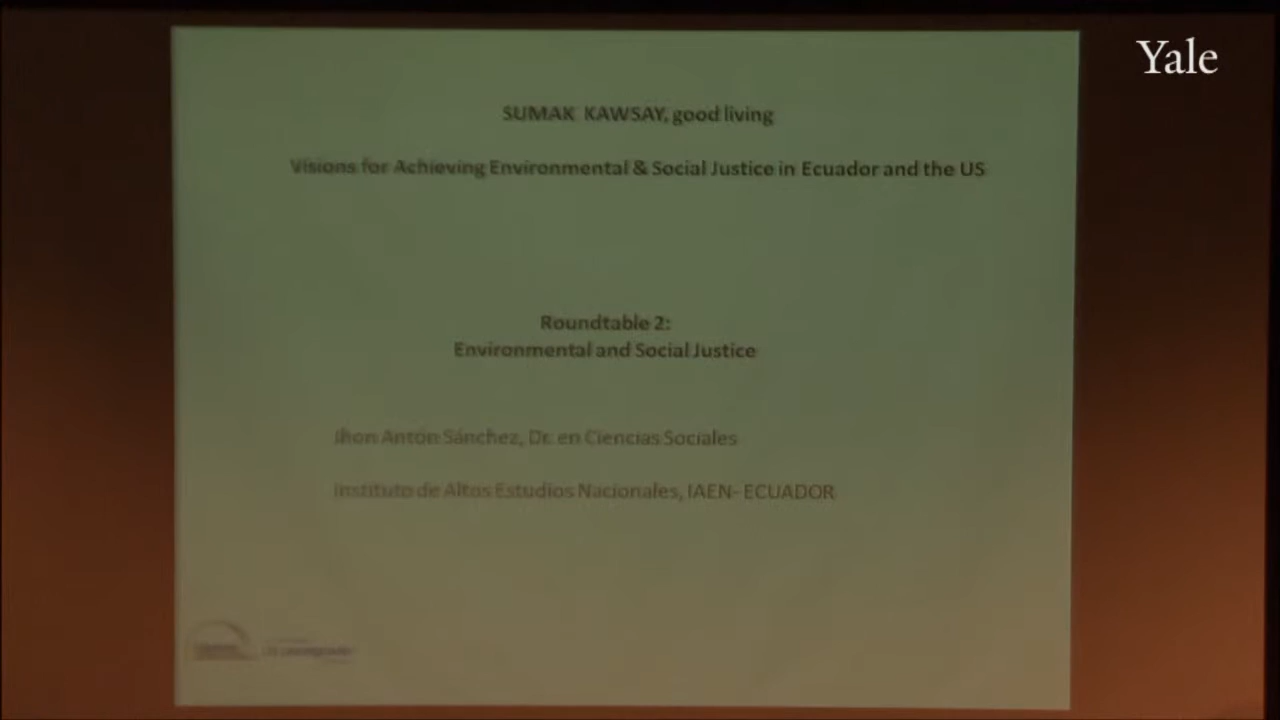 Yale
SUMAK KAWSAY, good living
Visions for Achieving Environmental & Social Justice in Ecuador and the US
Roundtable 2:
Environmental and Social Justice
Jhon Antón Sánchez, Dr. en Ciencias Sociales
Instituto de Altos Estudios Nacionales, IAEN- ECUADOR